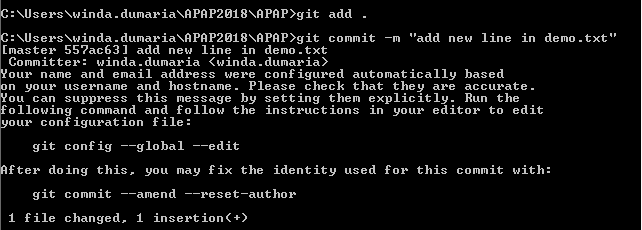 C:\Users\winda.dumaria\APAP2018\APAP>git add .
C:\Users\winda.dumaria\APAP2018\APAP>git commit -m "add new line in demo.txt"
[master 557ac63] add new line in demo.txt
Committer: winda.dumaria <winda.dumaria>
Your name and email address were configured automatically based
on your username and hostname. Please check that they are accurate.
You can suppress this message by setting them explicitly. Run the
following command and follow the instructions in your editor to edit
your configuration file:
git config --global --edit
After doing this, you may fix the identity used for this commit with:
git commit --amend --reset-author
1 file changed, 1 insertion(+)